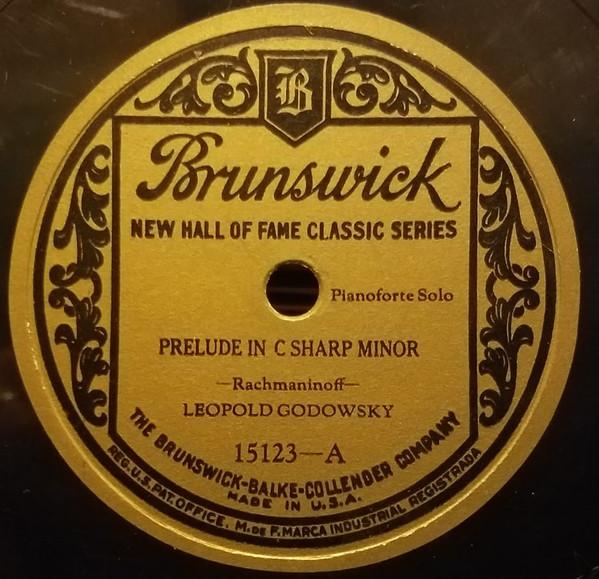 B
Brunswick
NEW HALL OF FAME CLASSIC SERIES
Pianoforte Solo
PRELUDE IN C SHARP MINOR
—Rachmaninoff—
LEOPOLD GODOWSKY
15123—A
THE BRUNSWICK-BALKE-COLLENDER COMPANY
MADE IN U.S.A.
REG. U.S. PAT. OFFICE. M. DE F. MARCA INDUSTRIAL REGISTRADA